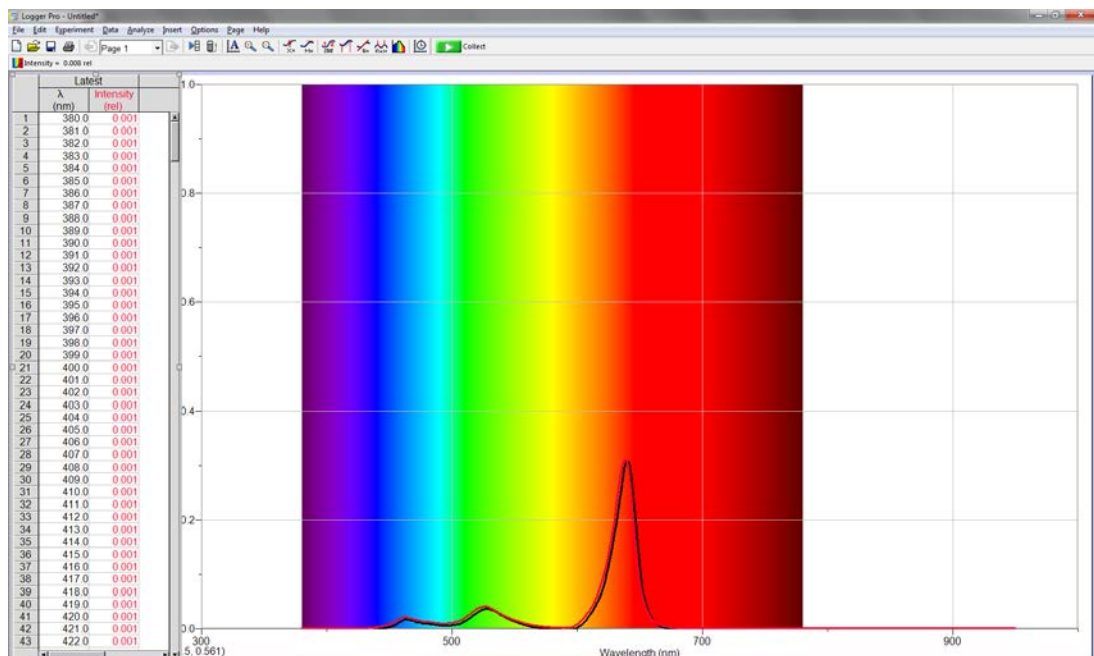 Logger Pro - Untitled*
File Edit Experiment Data Analyze Insert Options Page Help
Page 1 Collect
Intensity = 0.008 rel
Latest
λ Intensity
(nm) (rel)
1 380.0 0.001
2 381.0 0.001
3 382.0 0.001
4 383.0 0.001
5 384.0 0.001
6 385.0 0.001
7 386.0 0.001
8 387.0 0.001
9 388.0 0.001
10 389.0 0.001
11 390.0 0.001
12 391.0 0.001
13 392.0 0.001
14 393.0 0.001
15 394.0 0.001
16 395.0 0.001
17 396.0 0.001
18 397.0 0.001
19 398.0 0.001
20 399.0 0.001
21 400.0 0.001
22 401.0 0.001
23 402.0 0.001
24 403.0 0.001
25 404.0 0.001
26 405.0 0.001
27 406.0 0.001
28 407.0 0.001
29 408.0 0.001
30 409.0 0.001
31 410.0 0.001
32 411.0 0.001
33 412.0 0.001
34 413.0 0.001
35 414.0 0.001
36 415.0 0.001
37 416.0 0.001
38 417.0 0.001
39 418.0 0.001
40 419.0 0.001
41 420.0 0.001
42 421.0 0.001
43 422.0 0.001
1.0
0.8
0.6
0.4
0.2
0.0
300 500 700 900
5, 0.561)
Wavelength (nm)